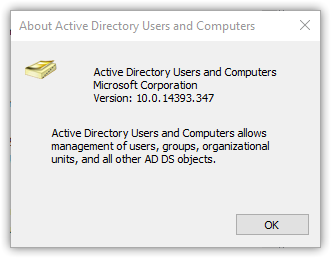 About Active Directory Users and Computers
Active Directory Users and Computers
Microsoft Corporation
Version: 10.0.14393.347
Active Directory Users and Computers allows
management of users, groups, organizational
units, and all other AD DS objects.
OK